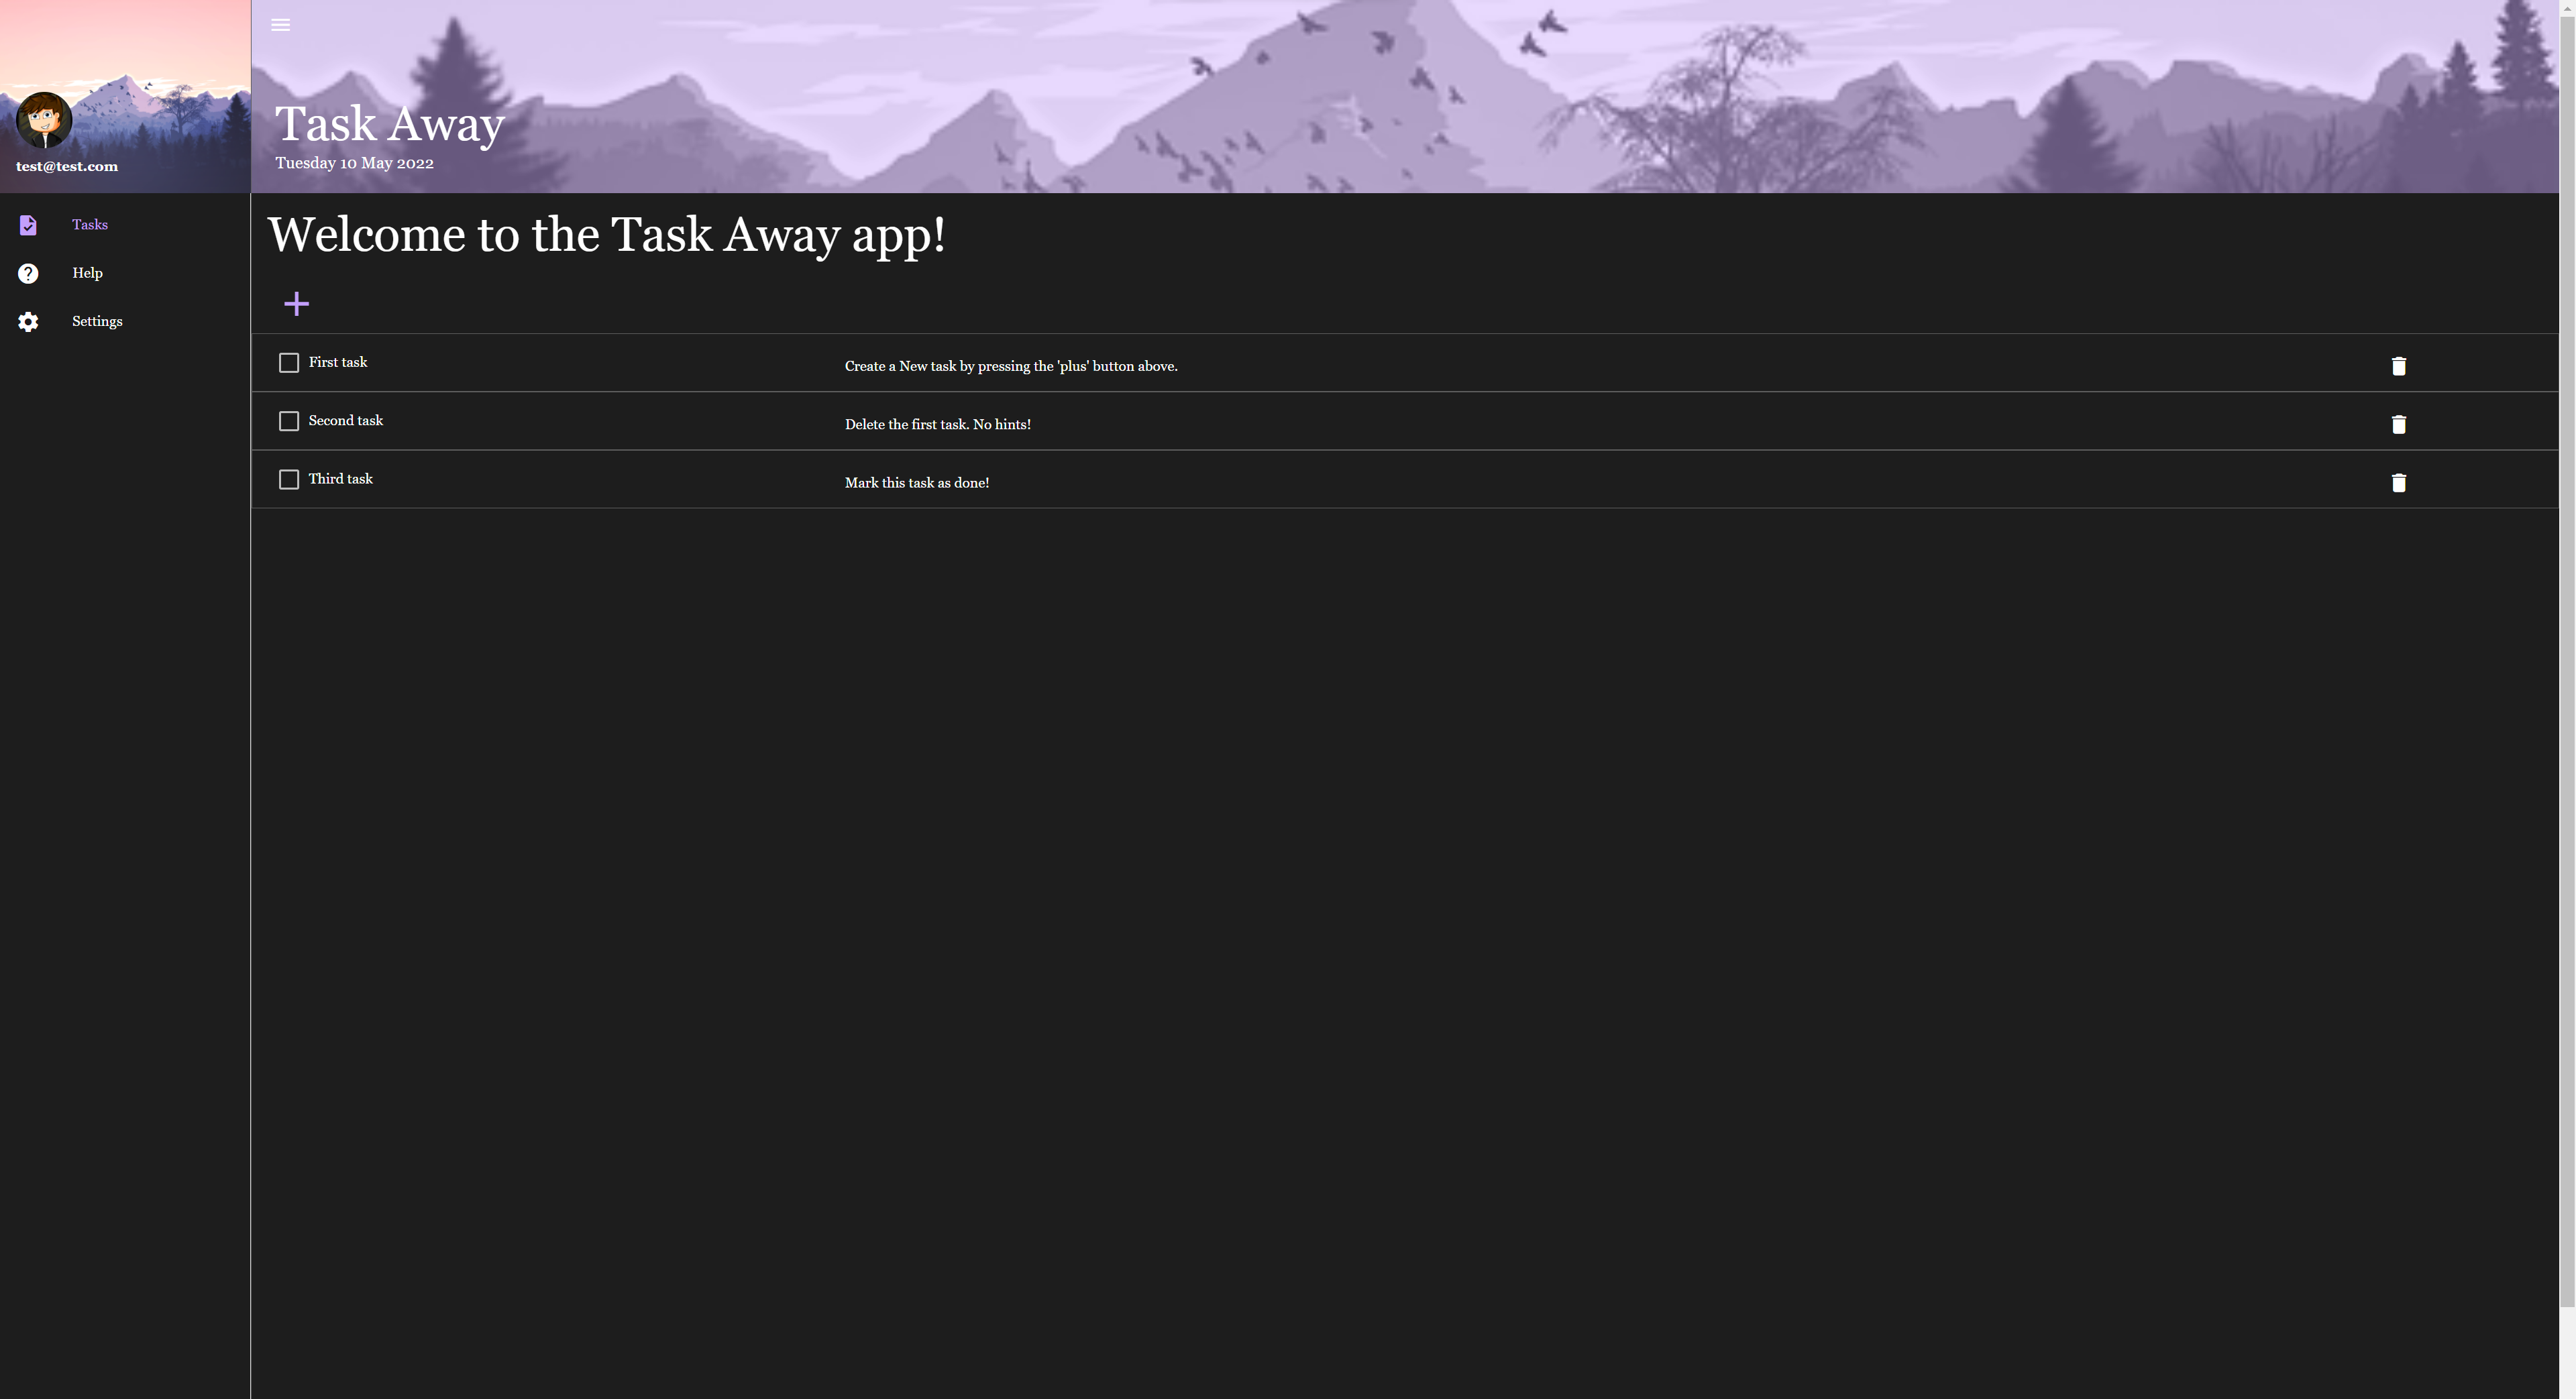 test@test.com
Tasks
Help
Settings
Task Away
Tuesday 10 May 2022
Welcome to the Task Away app!
First task
Create a New task by pressing the 'plus' button above.
Second task
Delete the first task. No hints!
Third task
Mark this task as done!